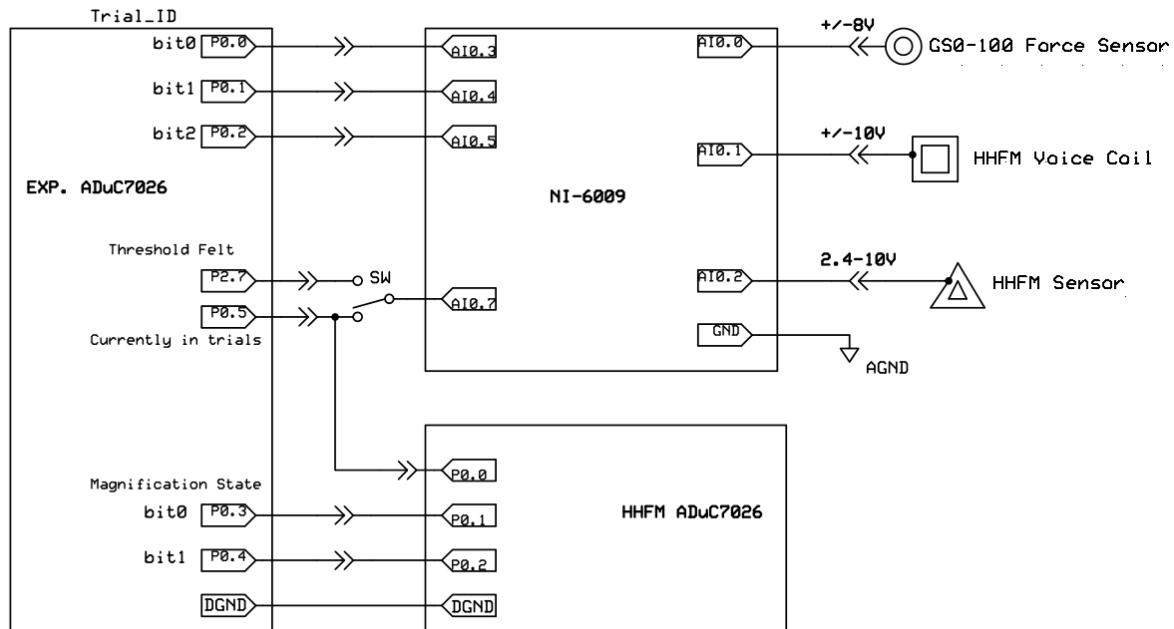 Trial_ID
bit0 P0.0
bit1 P0.1
bit2 P0.2
EXP. ADuC7026
Threshold Felt
P2.7
SW
P0.5
Currently in trials
Magnification State
bit0 P0.3
bit1 P0.4
DGND
AI0.3
AI0.4
AI0.5
NI-6009
AI0.7
AI0.0
AI0.1
AI0.2
GND
AGND
+/-8V
GS0-100 Force Sensor
+/-10V
HHFM Voice Coil
2.4-10V
HHFM Sensor
P0.0
P0.1
P0.2
DGND
HHFM ADuC7026